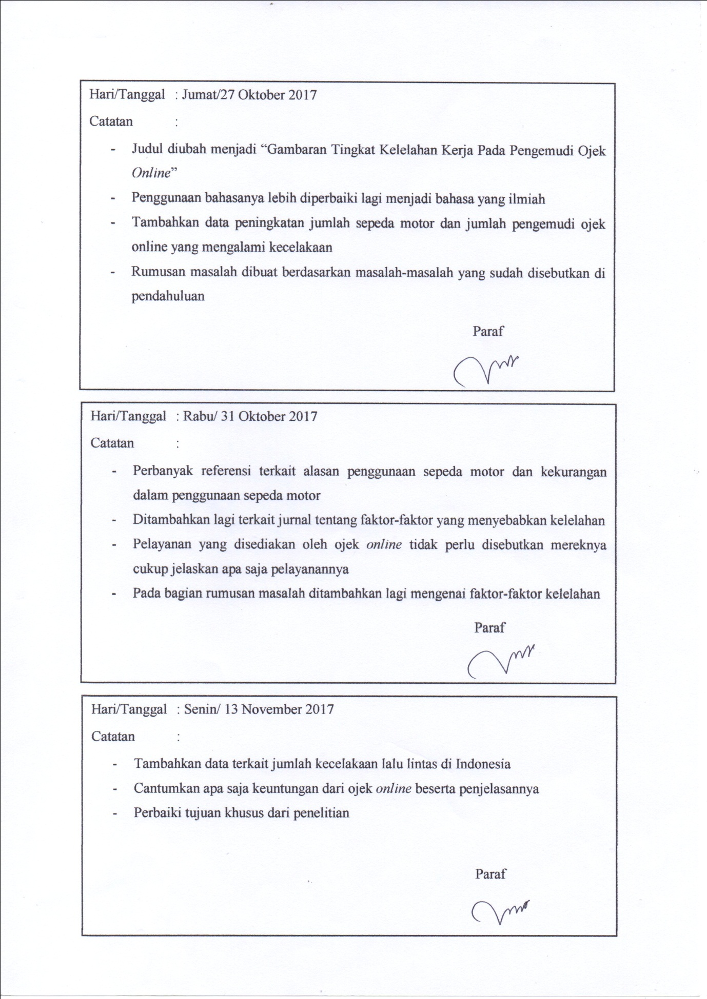 Hari/Tanggal : Jumat/27 Oktober 2017
Catatan :
- Judul diubah menjadi “Gambaran Tingkat Kelelahan Kerja Pada Pengemudi Ojek
Online”
- Penggunaan bahasanya lebih diperbaiki lagi menjadi bahasa yang ilmiah
- Tambahkan data peningkatan jumlah sepeda motor dan jumlah pengemudi ojek
online yang mengalami kecelakaan
- Rumusan masalah dibuat berdasarkan masalah-masalah yang sudah disebutkan di
pendahuluan
Paraf
Hari/Tanggal : Rabu/ 31 Oktober 2017
Catatan :
- Perbanyak referensi terkait alasan penggunaan sepeda motor dan kekurangan
dalam penggunaan sepeda motor
- Ditambahkan lagi terkait jurnal tentang faktor-faktor yang menyebabkan kelelahan
- Pelayanan yang disediakan oleh ojek online tidak perlu disebutkan mereknya
cukup jelaskan apa saja pelayanannya
- Pada bagian rumusan masalah ditambahkan lagi mengenai faktor-faktor kelelahan
Paraf
Hari/Tanggal : Senin/ 13 November 2017
Catatan :
- Tambahkan data terkait jumlah kecelakaan lalu lintas di Indonesia
- Cantumkan apa saja keuntungan dari ojek online beserta penjelasannya
- Perbaiki tujuan khusus dari penelitian
Paraf